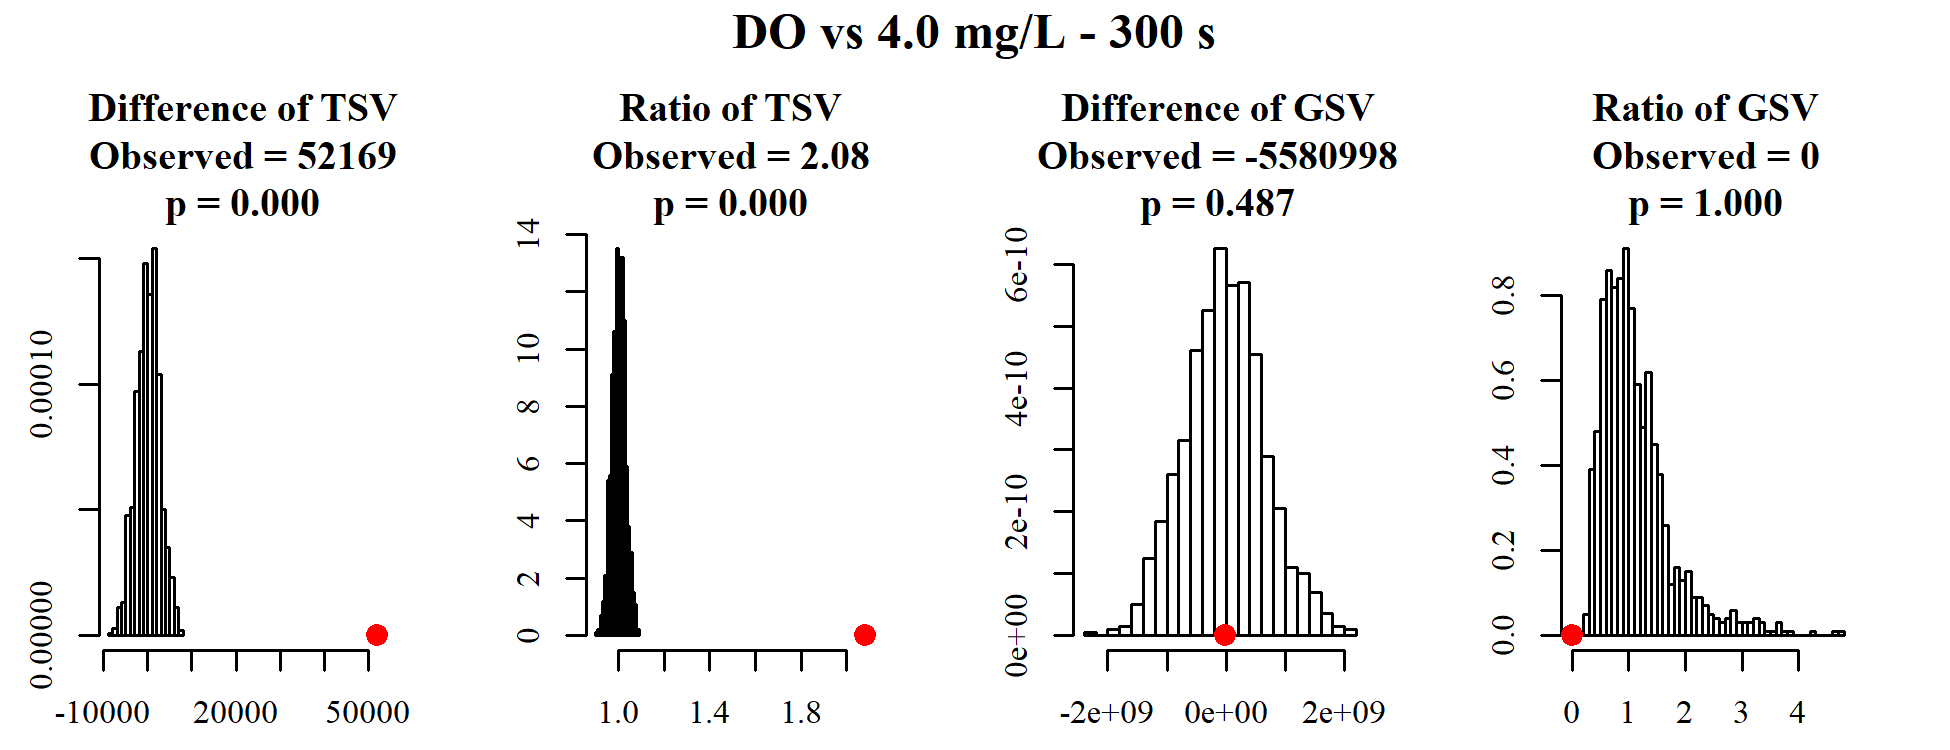 DO vs 4.0 mg/L - 300 s
Difference of TSV
Observed = 52169
p = 0.000
0.00000
0.00010
-10000 20000 50000
Ratio of TSV
Observed = 2.08
p = 0.000
0 2 4 6 8 10 14
1.0 1.4 1.8
Difference of GSV
Observed = -5580998
p = 0.487
0e+00 2e-10 4e-10 6e-10
-2e+09 0e+00 2e+09
Ratio of GSV
Observed = 0
p = 1.000
0.0 0.2 0.4 0.6 0.8
0 1 2 3 4